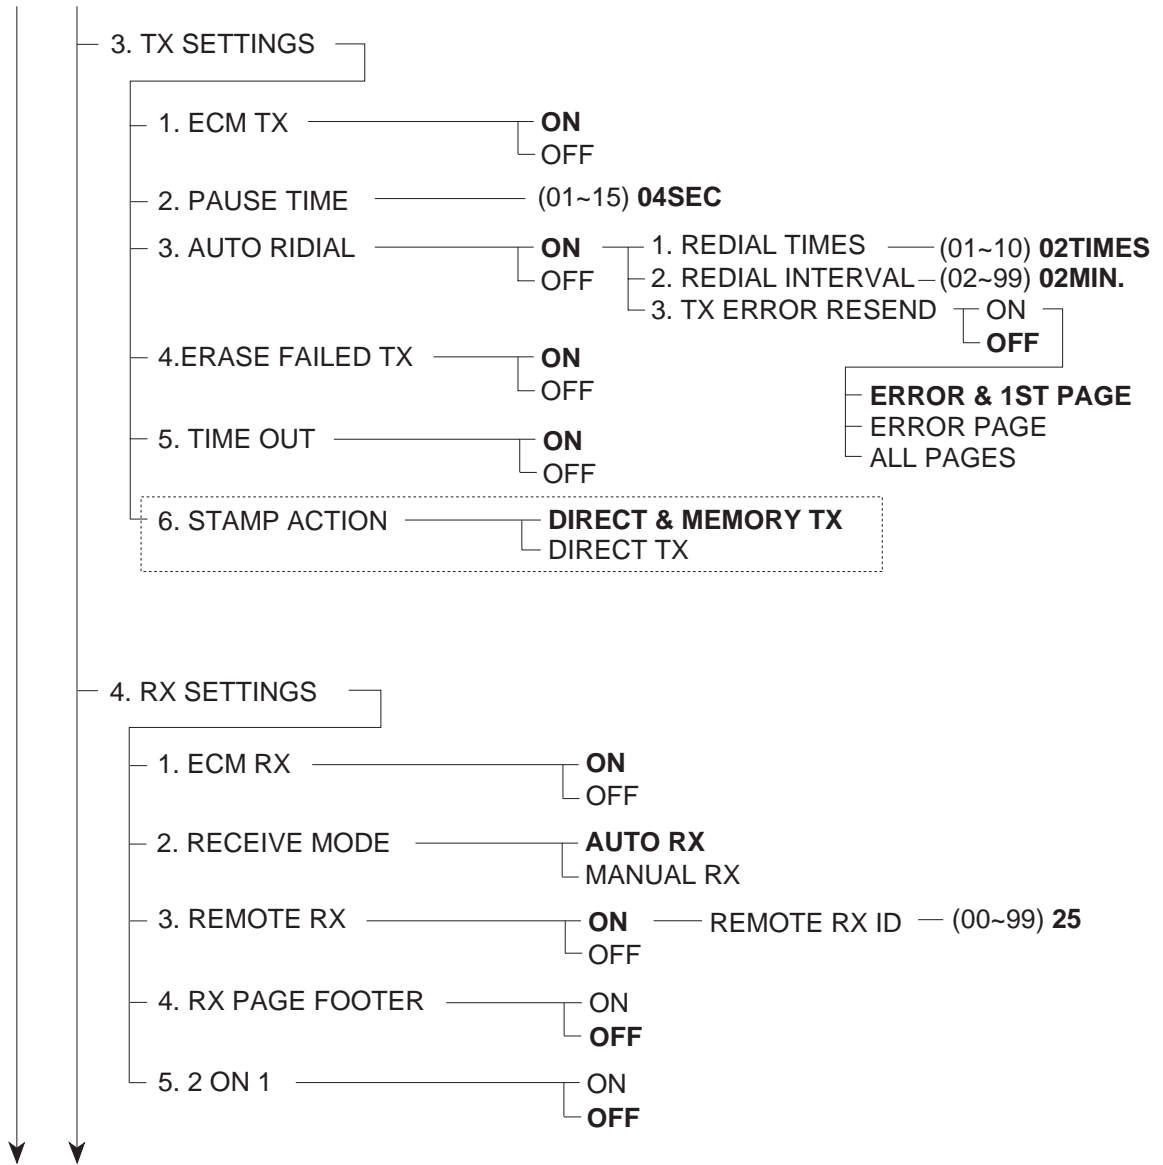 3. TX SETTINGS
1. ECM TX ON
OFF
2. PAUSE TIME (01~15) 04SEC
3. AUTO RIDIAL ON 1. REDIAL TIMES (01~10) 02TIMES
OFF 2. REDIAL INTERVAL (02~99) 02MIN.
3. TX ERROR RESEND ON
OFF
4.ERASE FAILED TX ON
OFF
ERROR & 1ST PAGE
ERROR PAGE
ALL PAGES
5. TIME OUT ON
OFF
6. STAMP ACTION DIRECT & MEMORY TX
DIRECT TX
4. RX SETTINGS
1. ECM RX ON
OFF
2. RECEIVE MODE AUTO RX
MANUAL RX
3. REMOTE RX ON REMOTE RX ID (00~99) 25
OFF
4. RX PAGE FOOTER ON
OFF
5. 2 ON 1 ON
OFF